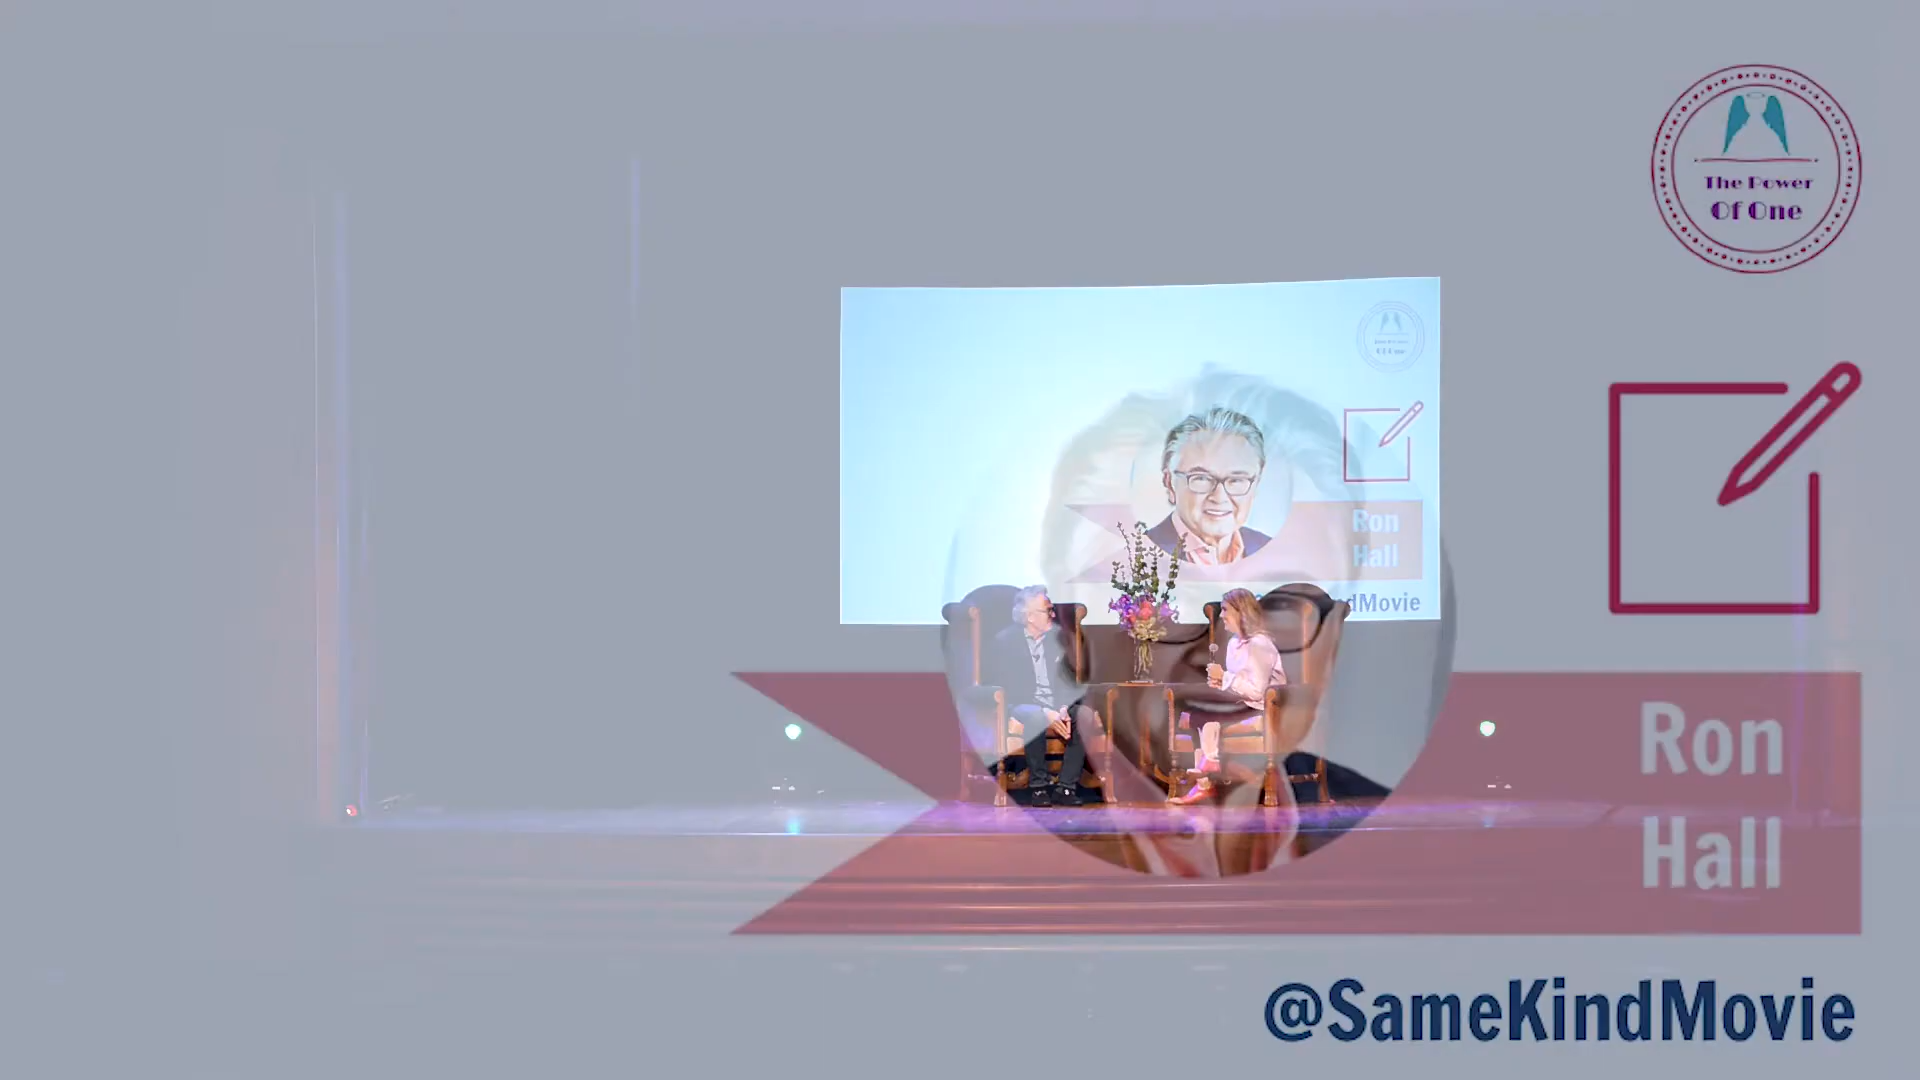 The Power
Of One
Ron
Hall
dMovie
Ron
Hall
@SameKindMovie